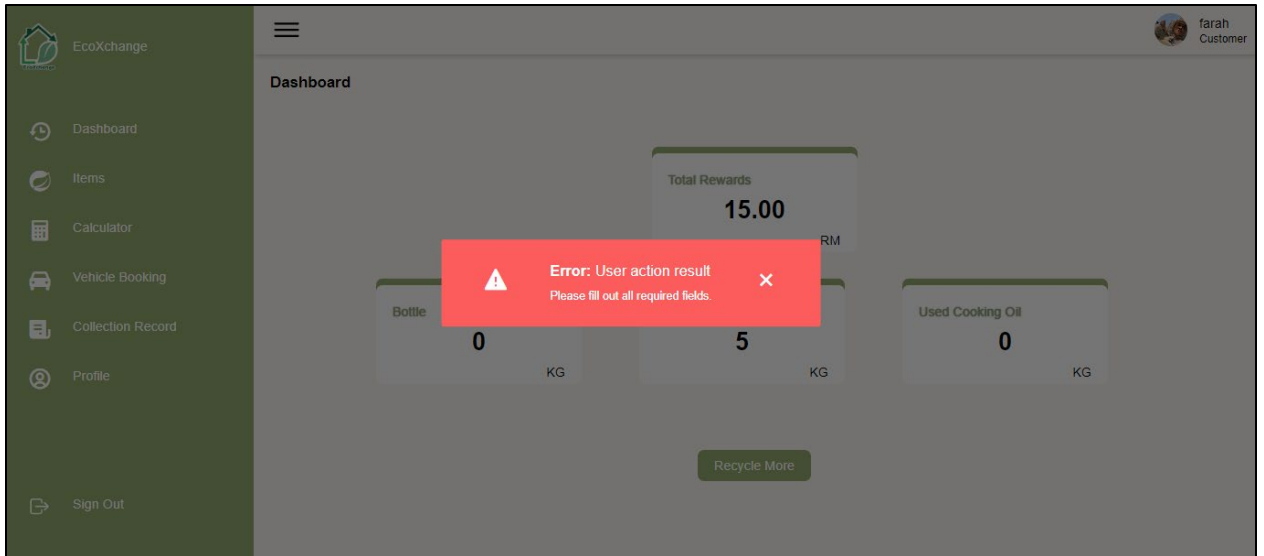 EcoXchange
farah
Customer
Dashboard
Dashboard
Items
Calculator
Vehicle Booking
Collection Record
Profile
Sign Out
Total Rewards
15.00
RM
Error: User action result
Please fill out all required fields.
Bottle
0
KG
5
KG
Used Cooking Oil
0
KG
Recycle More